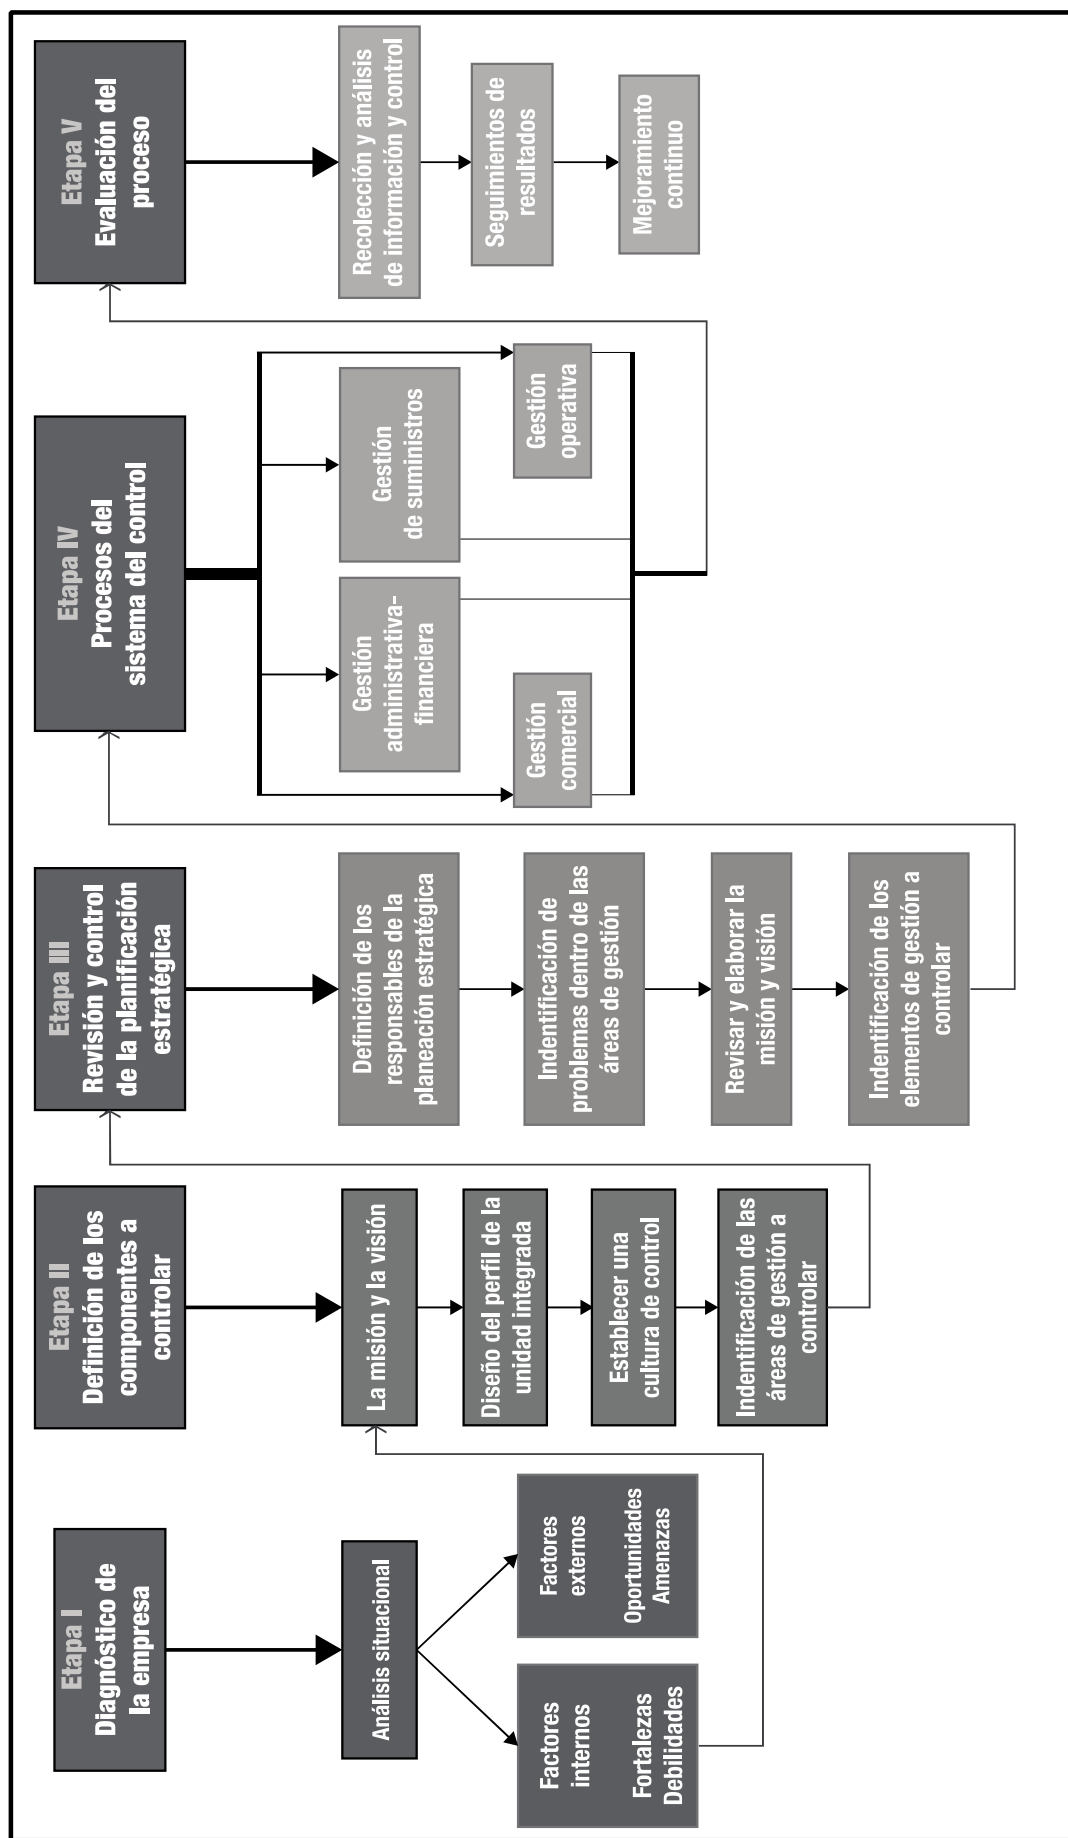 Etapa I
Diagnóstico de
la empresa
Análisis situacional
Factores
internos
Fortalezas
Debilidades
Factores
externos
Oportunidades
Amenazas
Etapa II
Definición de los
componentes a
controlar
La misión y la visión
Diseño del perfil de la
unidad integrada
Establecer una
cultura de control
Indentificación de las
áreas de gestión a
controlar
Etapa III
Revisión y control
de la planificación
estratégica
Definición de los
responsables de la
planeación estratégica
Indentificación de
problemas dentro de las
áreas de gestión
Revisar y elaborar la
misión y visión
Indentificación de los
elementos de gestión a
controlar
Etapa IV
Procesos del
sistema del control
Gestión
comercial
Gestión
administrativa-
financiera
Gestión
de suministros
Gestión
operativa
Etapa V
Evaluación del
proceso
Recolección y análisis
de información y control
Seguimientos de
resultados
Mejoramiento
continuo